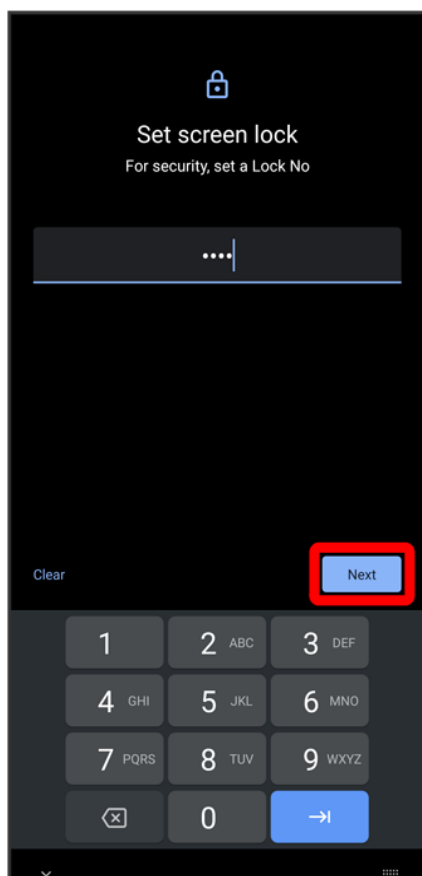 Set screen lock
For security, set a Lock No
••••
Clear
Next
1
2 ABC
3 DEF
4 GHI
5 JKL
6 MNO
7 PQRS
8 TUV
9 WXYZ
0